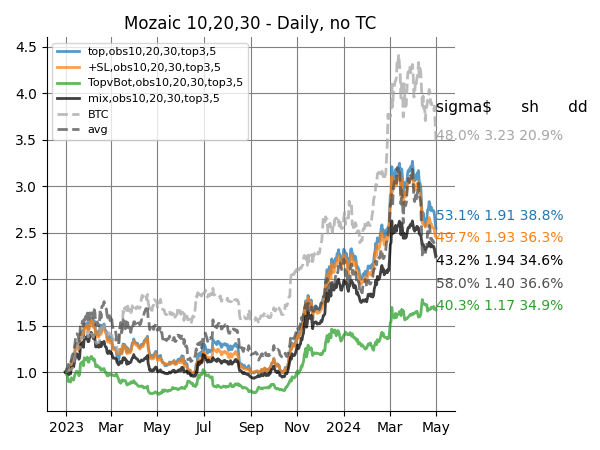 Mozaic 10,20,30 - Daily, no TC
4.5
4.0
3.5
3.0
2.5
2.0
1.5
1.0
top,obs10,20,30,top3,5
+SL,obs10,20,30,top3,5
TopvBot,obs10,20,30,top3,5
mix,obs10,20,30,top3,5
BTC
avg
sigma$ sh dd
48.0% 3.23 20.9%
53.1% 1.91 38.8%
49.7% 1.93 36.3%
43.2% 1.94 34.6%
58.0% 1.40 36.6%
40.3% 1.17 34.9%
2023 Mar May Jul Sep Nov 2024 Mar May